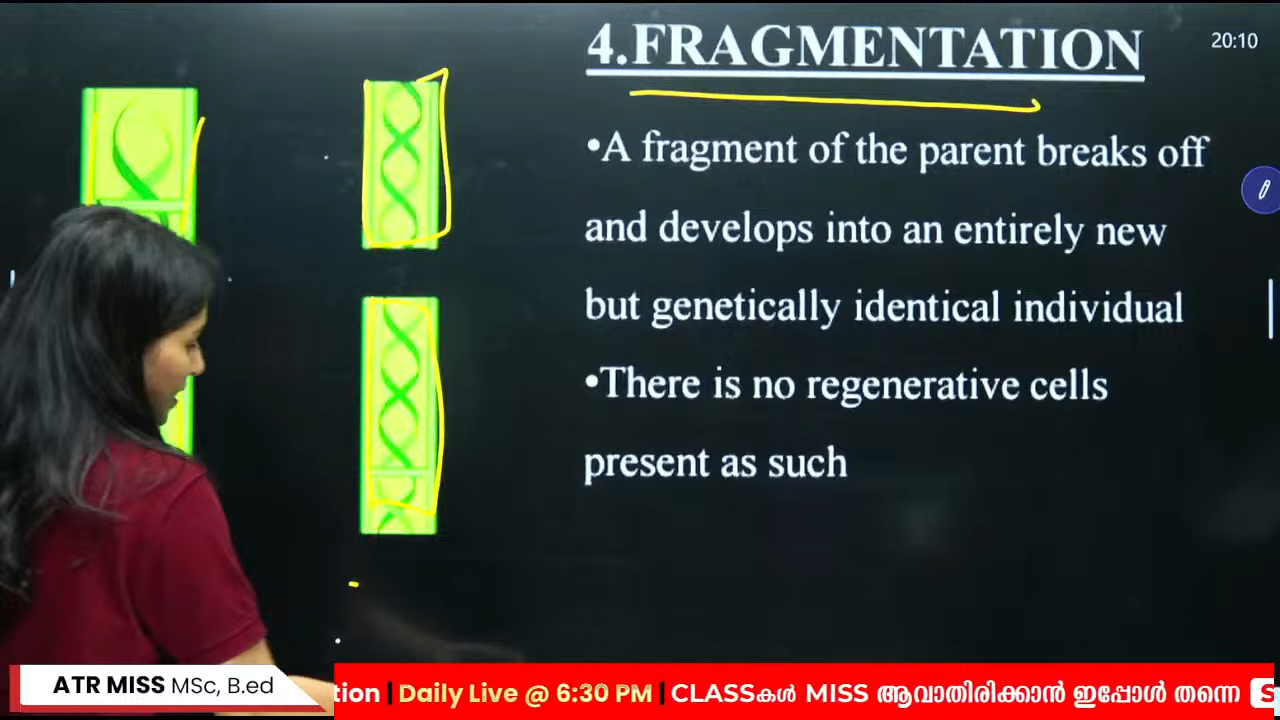 4.FRAGMENTATION
20:10
•A fragment of the parent breaks off
and develops into an entirely new
but genetically identical individual
•There is no regenerative cells
present as such
ATR MISS MSc, B.ed
tion | Daily Live @ 6:30 PM | CLASSകൾ MISS ആവാതിരിക്കാൻ ഇപ്പോൾ തന്നെ S